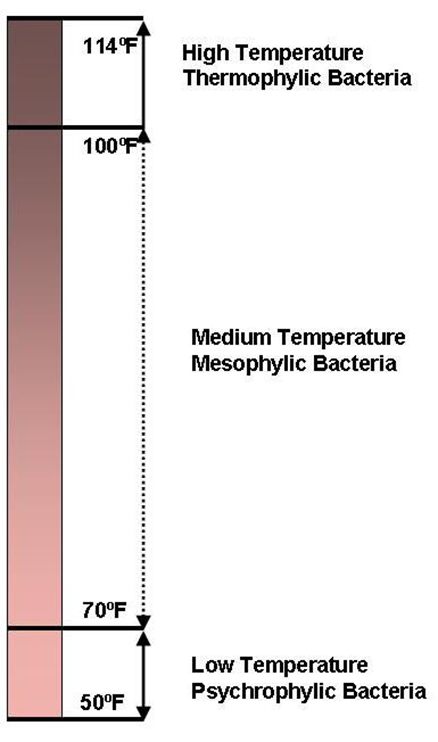 114ºF
High Temperature
Thermophylic Bacteria
100ºF
Medium Temperature
Mesophylic Bacteria
70ºF
Low Temperature
Psychrophylic Bacteria
50ºF